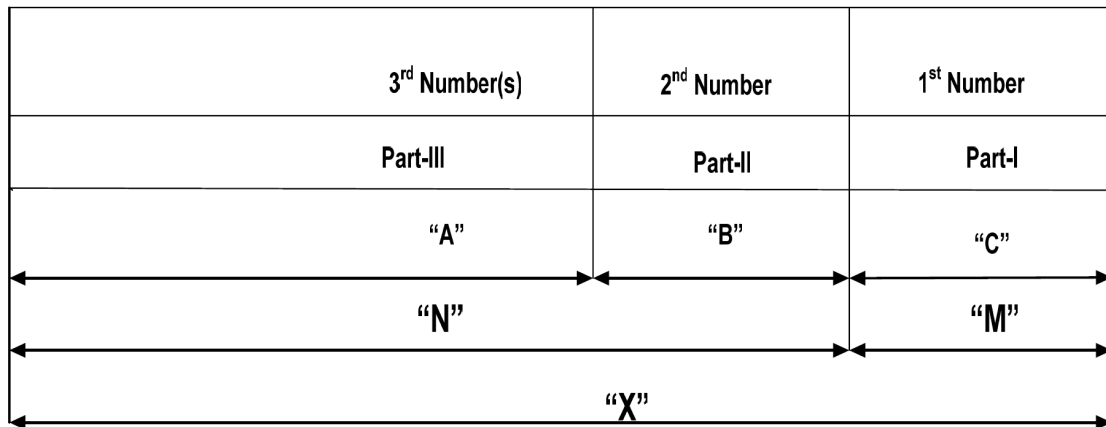 3rd Number(s) 2nd Number 1st Number
Part-III Part-II Part-I
“A” “B” “C”
“N” “M”
“X”